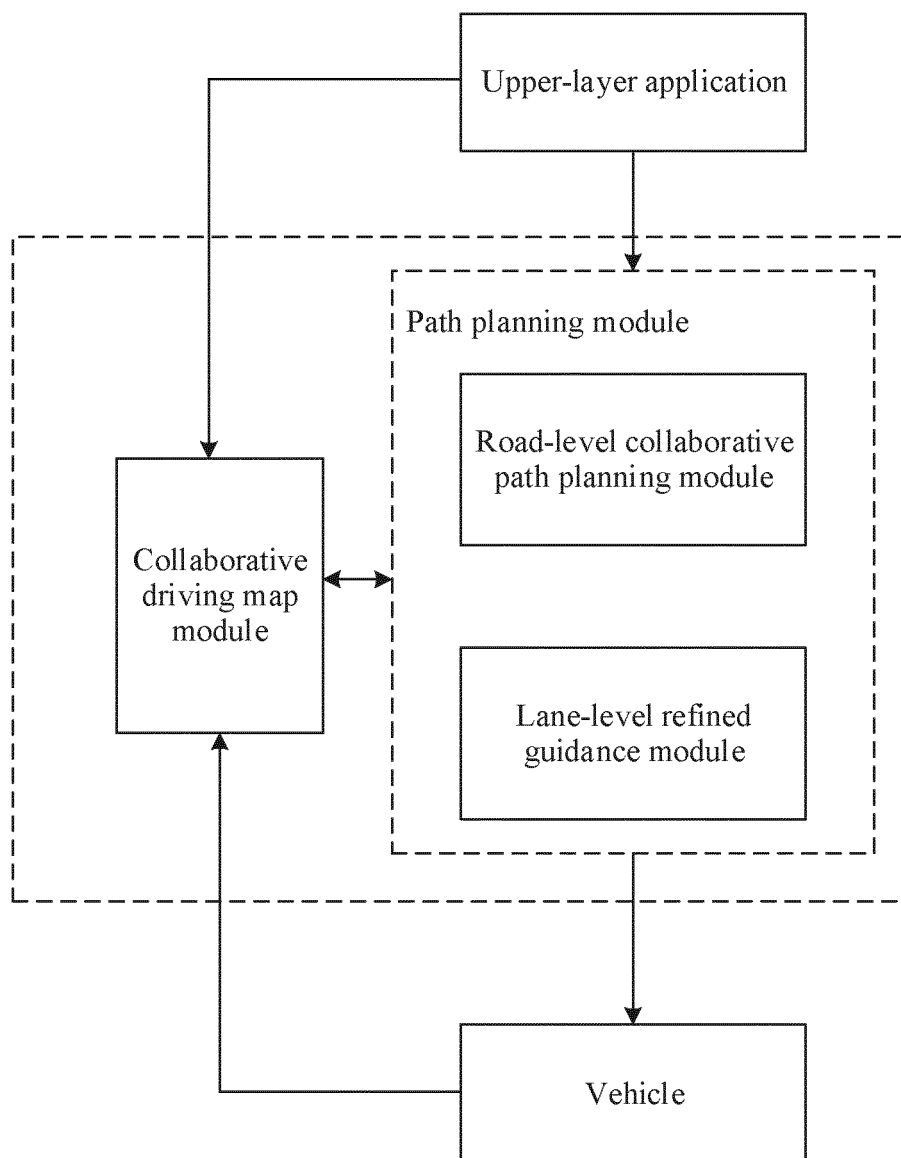 Upper-layer application
Path planning module
Road-level collaborative
path planning module
Collaborative
driving map
module
Lane-level refined
guidance module
Vehicle